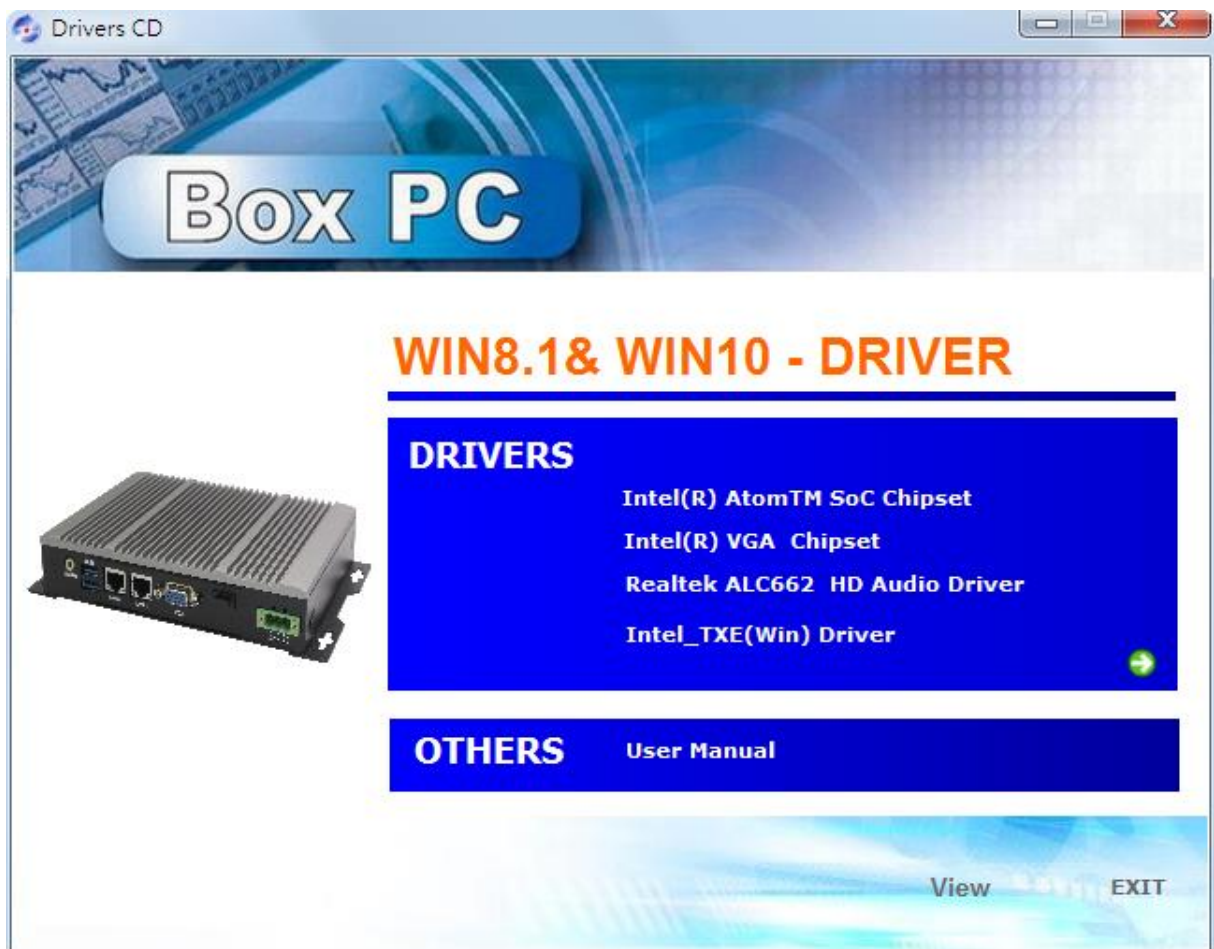 Drivers CD
Box PC
WIN8.1& WIN10 - DRIVER
DRIVERS
Intel(R) AtomTM SoC Chipset
Intel(R) VGA  Chipset
Realtek ALC662  HD Audio Driver
Intel_TXE(Win) Driver
OTHERS
User Manual
View
EXIT